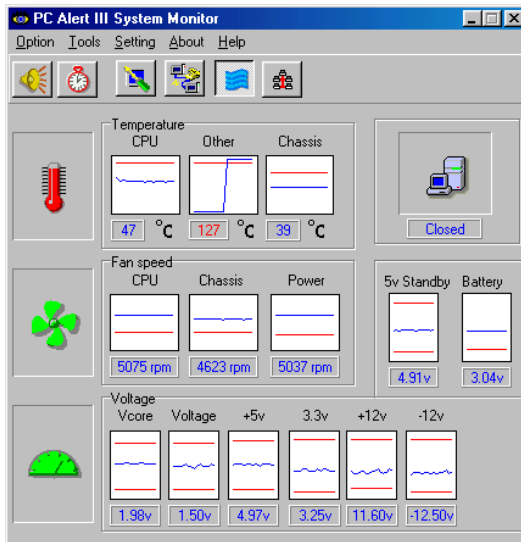 PC Alert III System Monitor
Option Tools Setting About Help
Temperature
CPU Other Chassis
47 °C 127 °C 39 °C
Closed
Fan speed
CPU Chassis Power
5075 rpm 4623 rpm 5037 rpm
5v Standby Battery
4.91v 3.04v
Voltage
Vcore Voltage +5v 3.3v +12v -12v
1.98v 1.50v 4.97v 3.25v 11.60v -12.50v